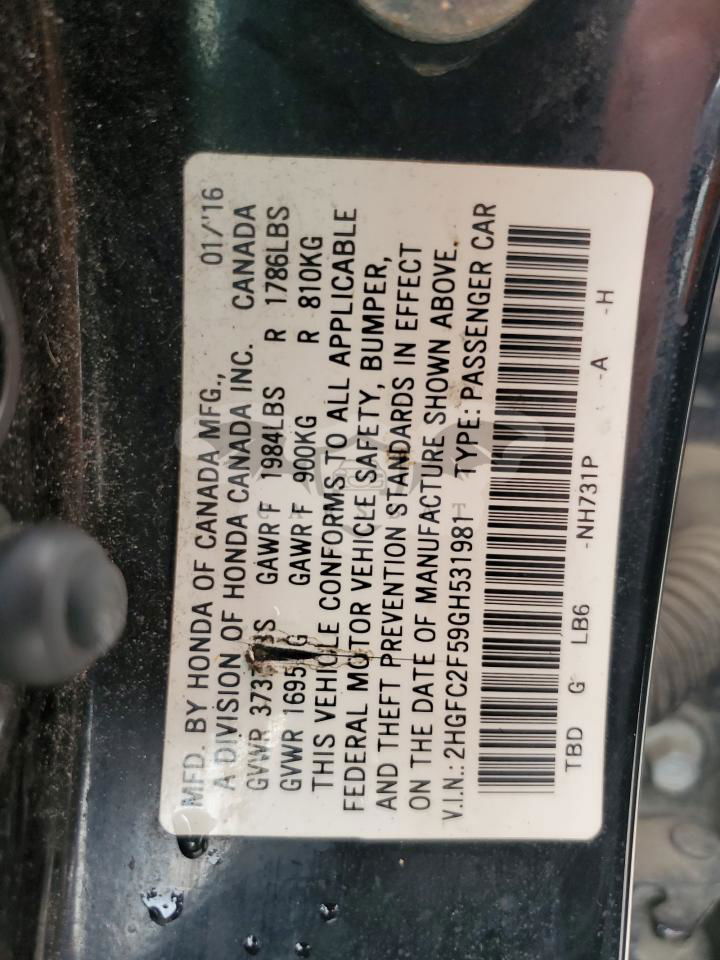 MFD. BY HONDA OF CANADA MFG., 01/'16
A DIVISION OF HONDA CANADA INC. CANADA
GVWR GAWR F 1984LBS R 1786LBS
GVWR GAWR F 900KG R 810KG
THIS VEHICLE CONFORMS TO ALL APPLICABLE
FEDERAL MOTOR VEHICLE SAFETY, BUMPER,
AND THEFT PREVENTION STANDARDS IN EFFECT
ON THE DATE OF MANUFACTURE SHOWN ABOVE.
V.I.N.: 2HGFC2F59GH531981 TYPE: PASSENGER CAR
TBD G LB6 -NH731P -A -H